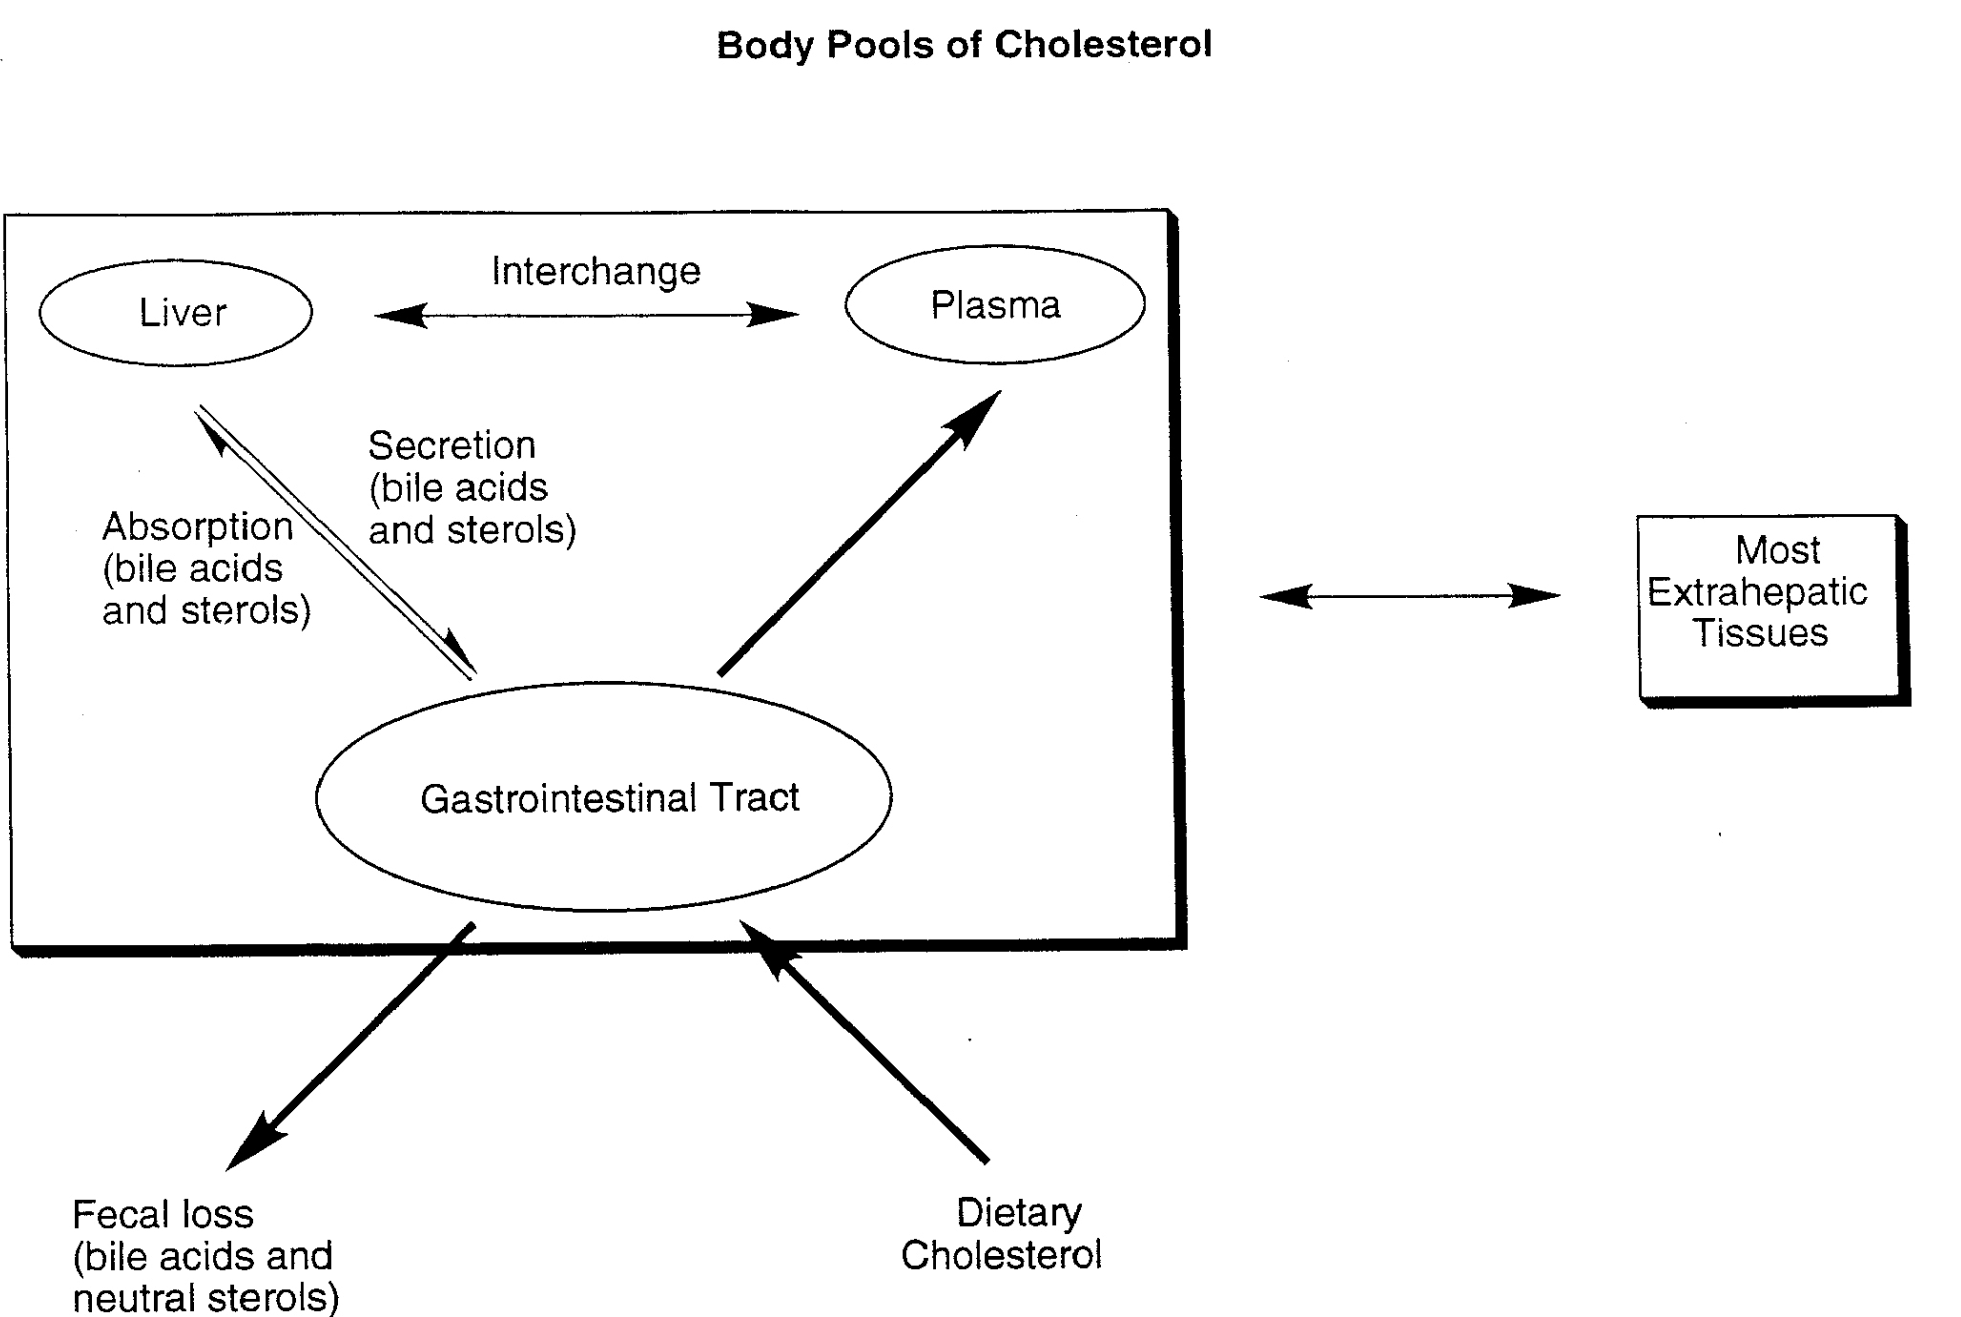 Body Pools of Cholesterol
Liver
Interchange
Plasma
Secretion
(bile acids
and sterols)
Absorption
(bile acids
and sterols)
Most
Extrahepatic
Tissues
Gastrointestinal Tract
Fecal loss
(bile acids and
neutral sterols)
Dietary
Cholesterol